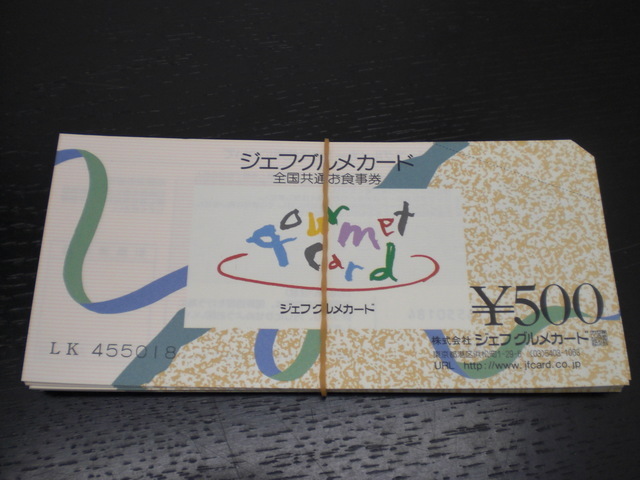 ジェフグルメカード
全国共通お食事券
gourmet
card
ジェフグルメカード
¥500
LK 455018
株式会社 ジェフグルメカード
URL http://www.jfcard.co.jp